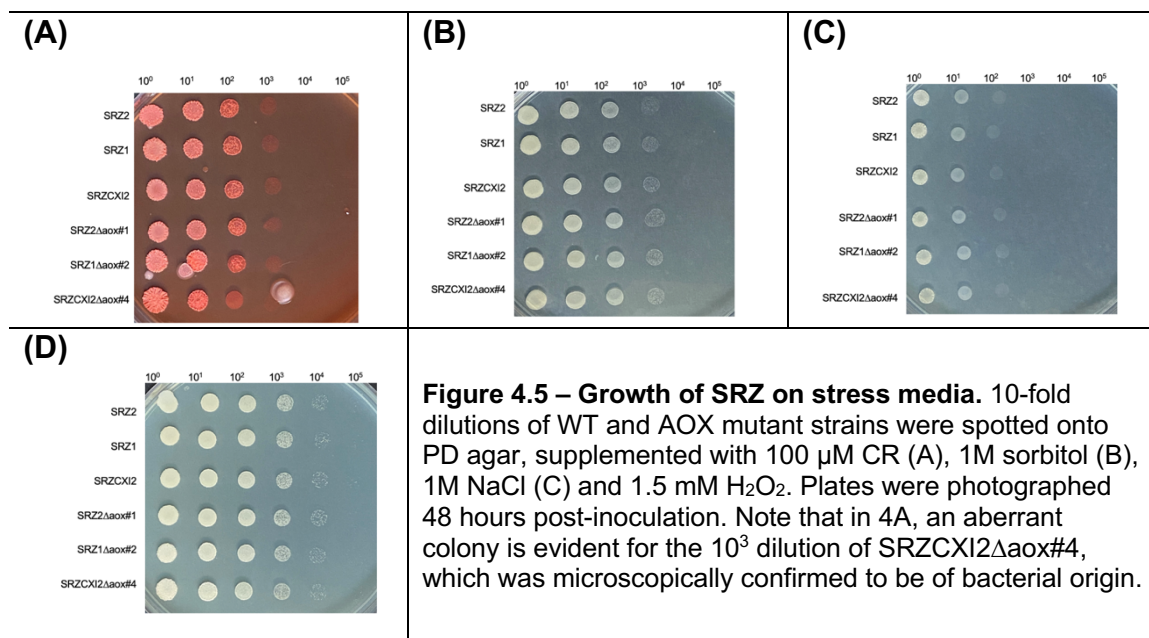 (A)
10⁰ 10¹ 10² 10³ 10⁴ 10⁵
SRZ2
SRZ1
SRZCXI2
SRZ2Δaox#1
SRZ1Δaox#2
SRZCXI2Δaox#4
(B)
10⁰ 10¹ 10² 10³ 10⁴ 10⁵
SRZ2
SRZ1
SRZCXI2
SRZ2Δaox#1
SRZ1Δaox#2
SRZCXI2Δaox#4
(C)
10⁰ 10¹ 10² 10³ 10⁴ 10⁵
SRZ2
SRZ1
SRZCXI2
SRZ2Δaox#1
SRZ1Δaox#2
SRZCXI2Δaox#4
(D)
10⁰ 10¹ 10² 10³ 10⁴ 10⁵
SRZ2
SRZ1
SRZCXI2
SRZ2Δaox#1
SRZ1Δaox#2
SRZCXI2Δaox#4
Figure 4.5 – Growth of SRZ on stress media. 10-fold
dilutions of WT and AOX mutant strains were spotted onto
PD agar, supplemented with 100 µM CR (A), 1M sorbitol (B),
1M NaCl (C) and 1.5 mM H₂O₂. Plates were photographed
48 hours post-inoculation. Note that in 4A, an aberrant
colony is evident for the 10³ dilution of SRZCXI2Δaox#4,
which was microscopically confirmed to be of bacterial origin.